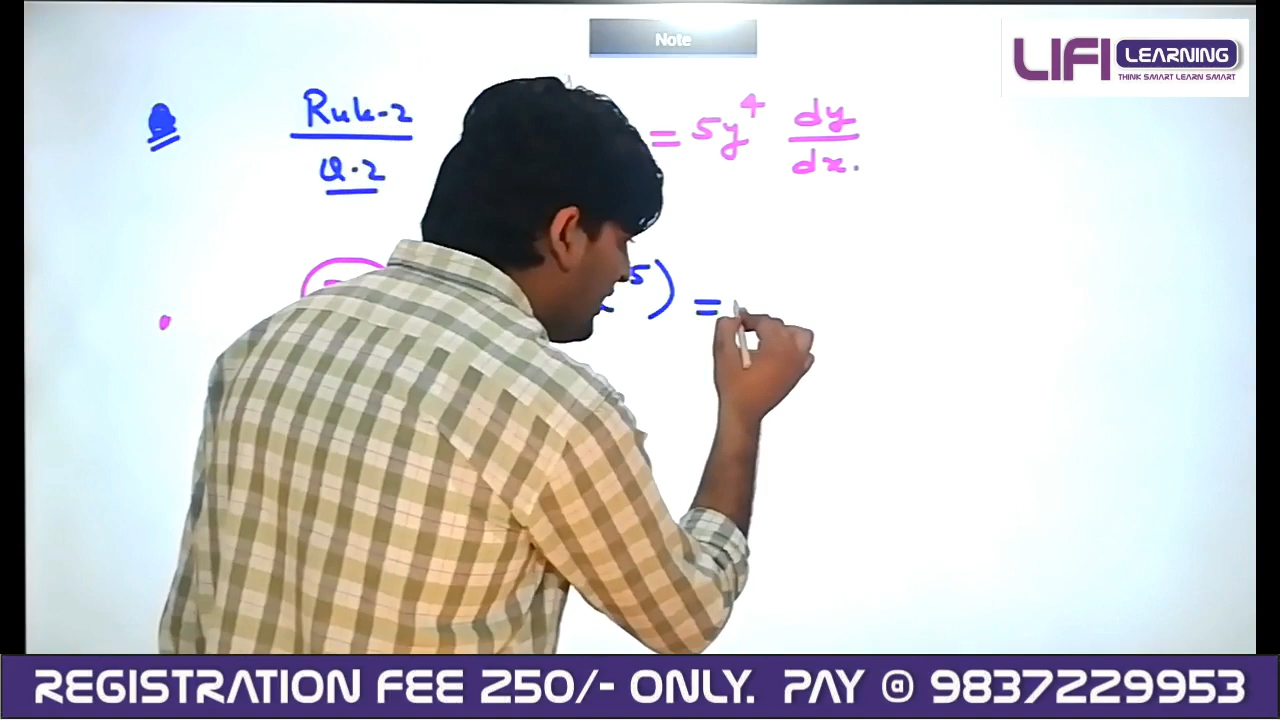 Note
LIFI LEARNING
THINK SMART LEARN SMART
Rule-2 = 5y⁴ dy/dx.
Q.2
5) =
REGISTRATION FEE 250/- ONLY. PAY @ 9837229953